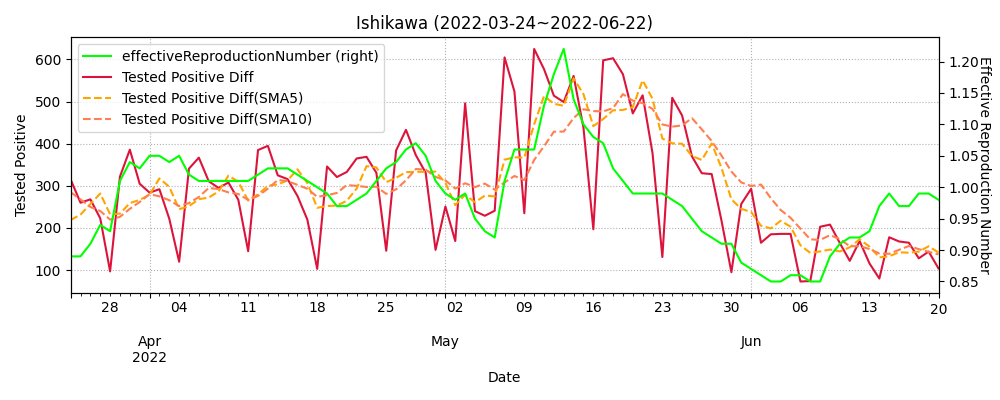 Ishikawa (2022-03-24~2022-06-22)
effectiveReproductionNumber (right)
Tested Positive Diff
Tested Positive Diff(SMA5)
Tested Positive Diff(SMA10)
Tested Positive
600
500
400
300
200
100
1.20
1.15
1.10
1.05
1.00
0.95
0.90
0.85
Effective Reproduction Number
28 04 11 18 25 02 09 16 23 30 06 13 20
Apr May Jun
2022
Date